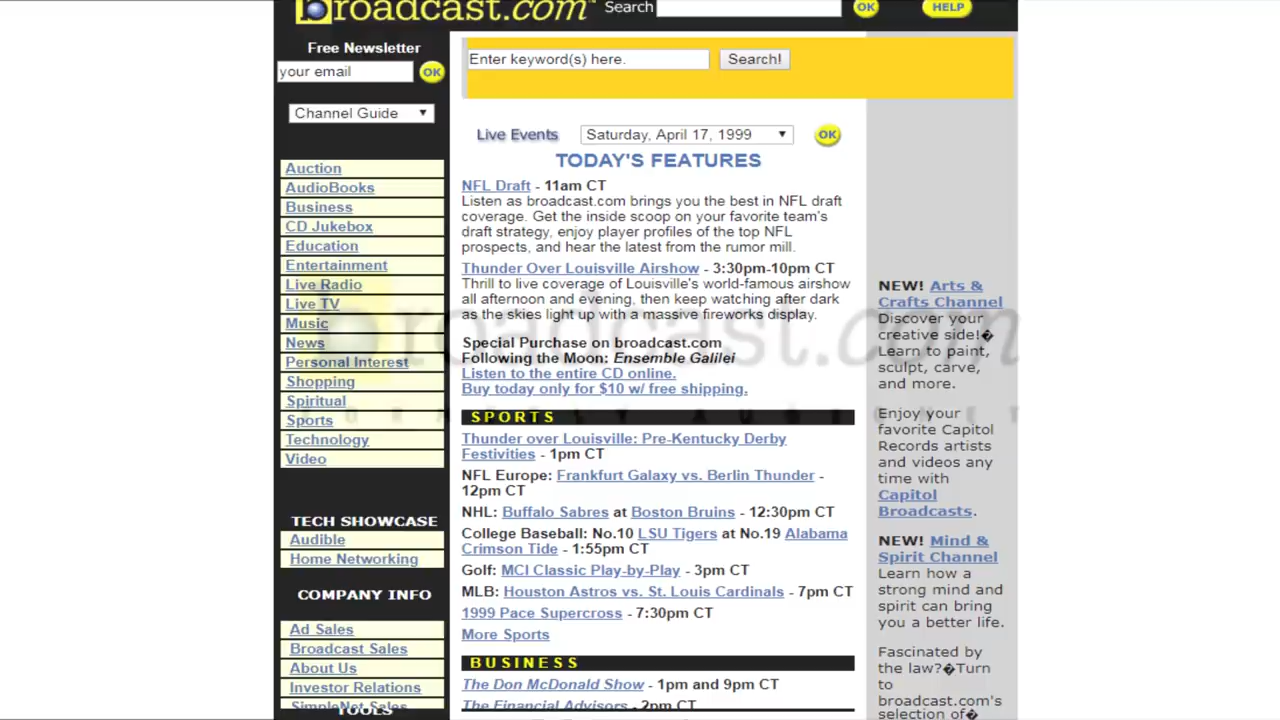 broadcast.com™ Search OK HELP
Free Newsletter
your email OK
Channel Guide
Auction
AudioBooks
Business
CD Jukebox
Education
Entertainment
Live Radio
Live TV
Music
News
Personal Interest
Shopping
Spiritual
Sports
Technology
Video
TECH SHOWCASE
Audible
Home Networking
COMPANY INFO
Ad Sales
Broadcast Sales
About Us
Investor Relations
SimpleNet Sales
TOOLS
Enter keyword(s) here. Search!
Live Events Saturday, April 17, 1999 OK
TODAY'S FEATURES
NFL Draft - 11am CT
Listen as broadcast.com brings you the best in NFL draft
coverage. Get the inside scoop on your favorite team's
draft strategy, enjoy player profiles of the top NFL
prospects, and hear the latest from the rumor mill.
Thunder Over Louisville Airshow - 3:30pm-10pm CT
Thrill to live coverage of Louisville's world-famous airshow
all afternoon and evening, then keep watching after dark
as the skies light up with a massive fireworks display.
Special Purchase on broadcast.com
Following the Moon: Ensemble Galilei
Listen to the entire CD online.
Buy today only for $10 w/ free shipping.
SPORTS
Thunder over Louisville: Pre-Kentucky Derby
Festivities - 1pm CT
NFL Europe: Frankfurt Galaxy vs. Berlin Thunder -
12pm CT
NHL: Buffalo Sabres at Boston Bruins - 12:30pm CT
College Baseball: No.10 LSU Tigers at No.19 Alabama
Crimson Tide - 1:55pm CT
Golf: MCI Classic Play-by-Play - 3pm CT
MLB: Houston Astros vs. St. Louis Cardinals - 7pm CT
1999 Pace Supercross - 7:30pm CT
More Sports
BUSINESS
The Don McDonald Show - 1pm and 9pm CT
The Financial Advisors - 2pm CT
NEW! Arts &
Crafts Channel
Discover your
creative side!�
Learn to paint,
sculpt, carve,
and more.
Enjoy your
favorite Capitol
Records artists
and videos any
time with
Capitol
Broadcasts.
NEW! Mind &
Spirit Channel
Learn how a
strong mind and
spirit can bring
you a better life.
Fascinated by
the law?�Turn
to
broadcast.com's
selection of�
broadcast.com